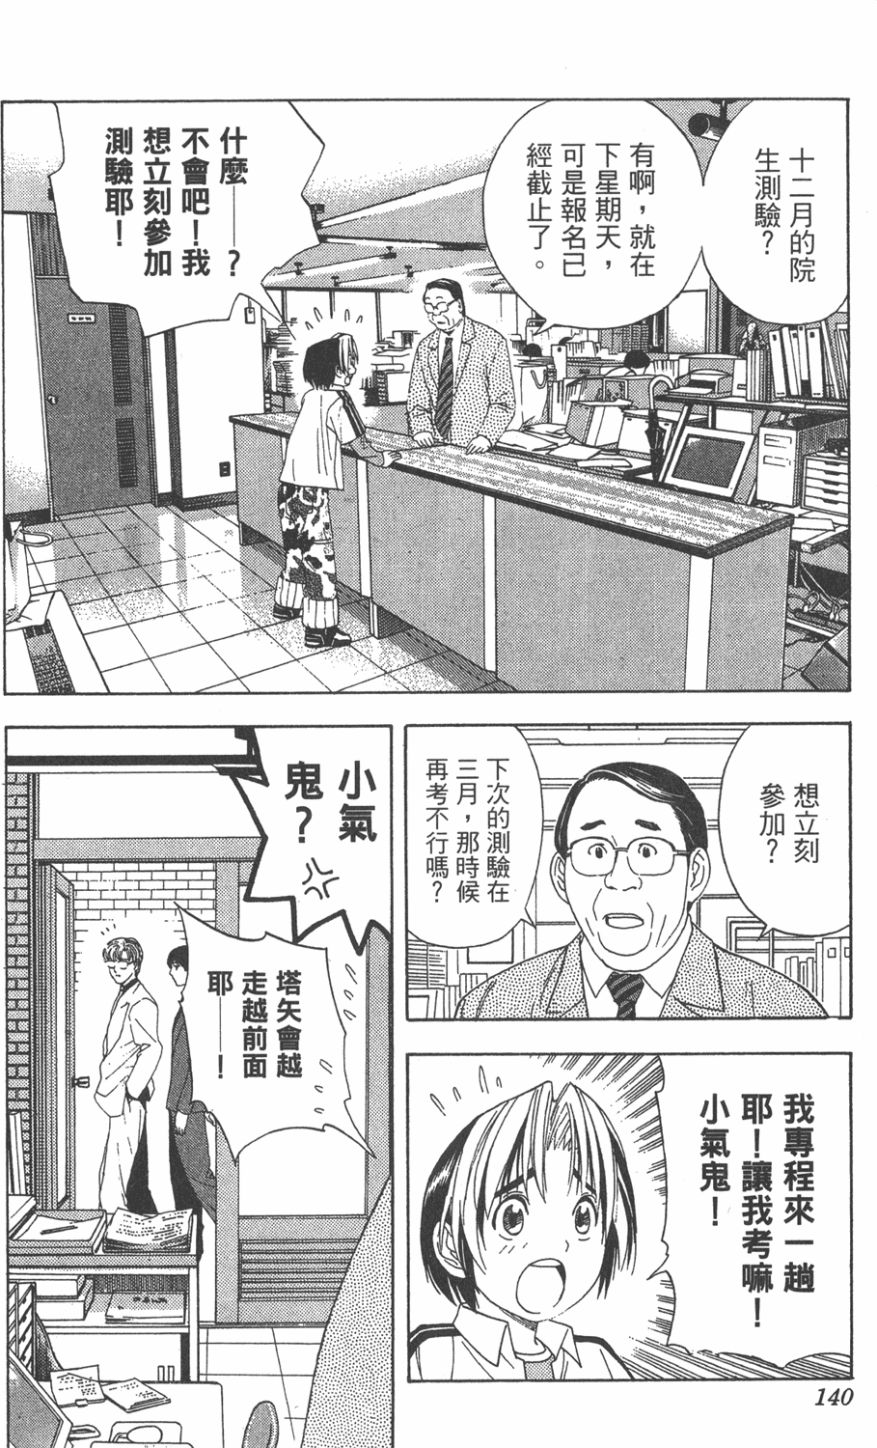 十二月的院
生測驗？
有啊，就在
下星期天，
可是報名已
經截止了。
什麼──？
不會吧！我
想立刻參加
測驗耶！
想立刻
參加？
下次的測驗在
三月，那時候
再考不行嗎？
我專程來一趟
耶！讓我考嘛！
小氣鬼！
小氣
鬼？
塔矢會越
走越前面
耶──！
140